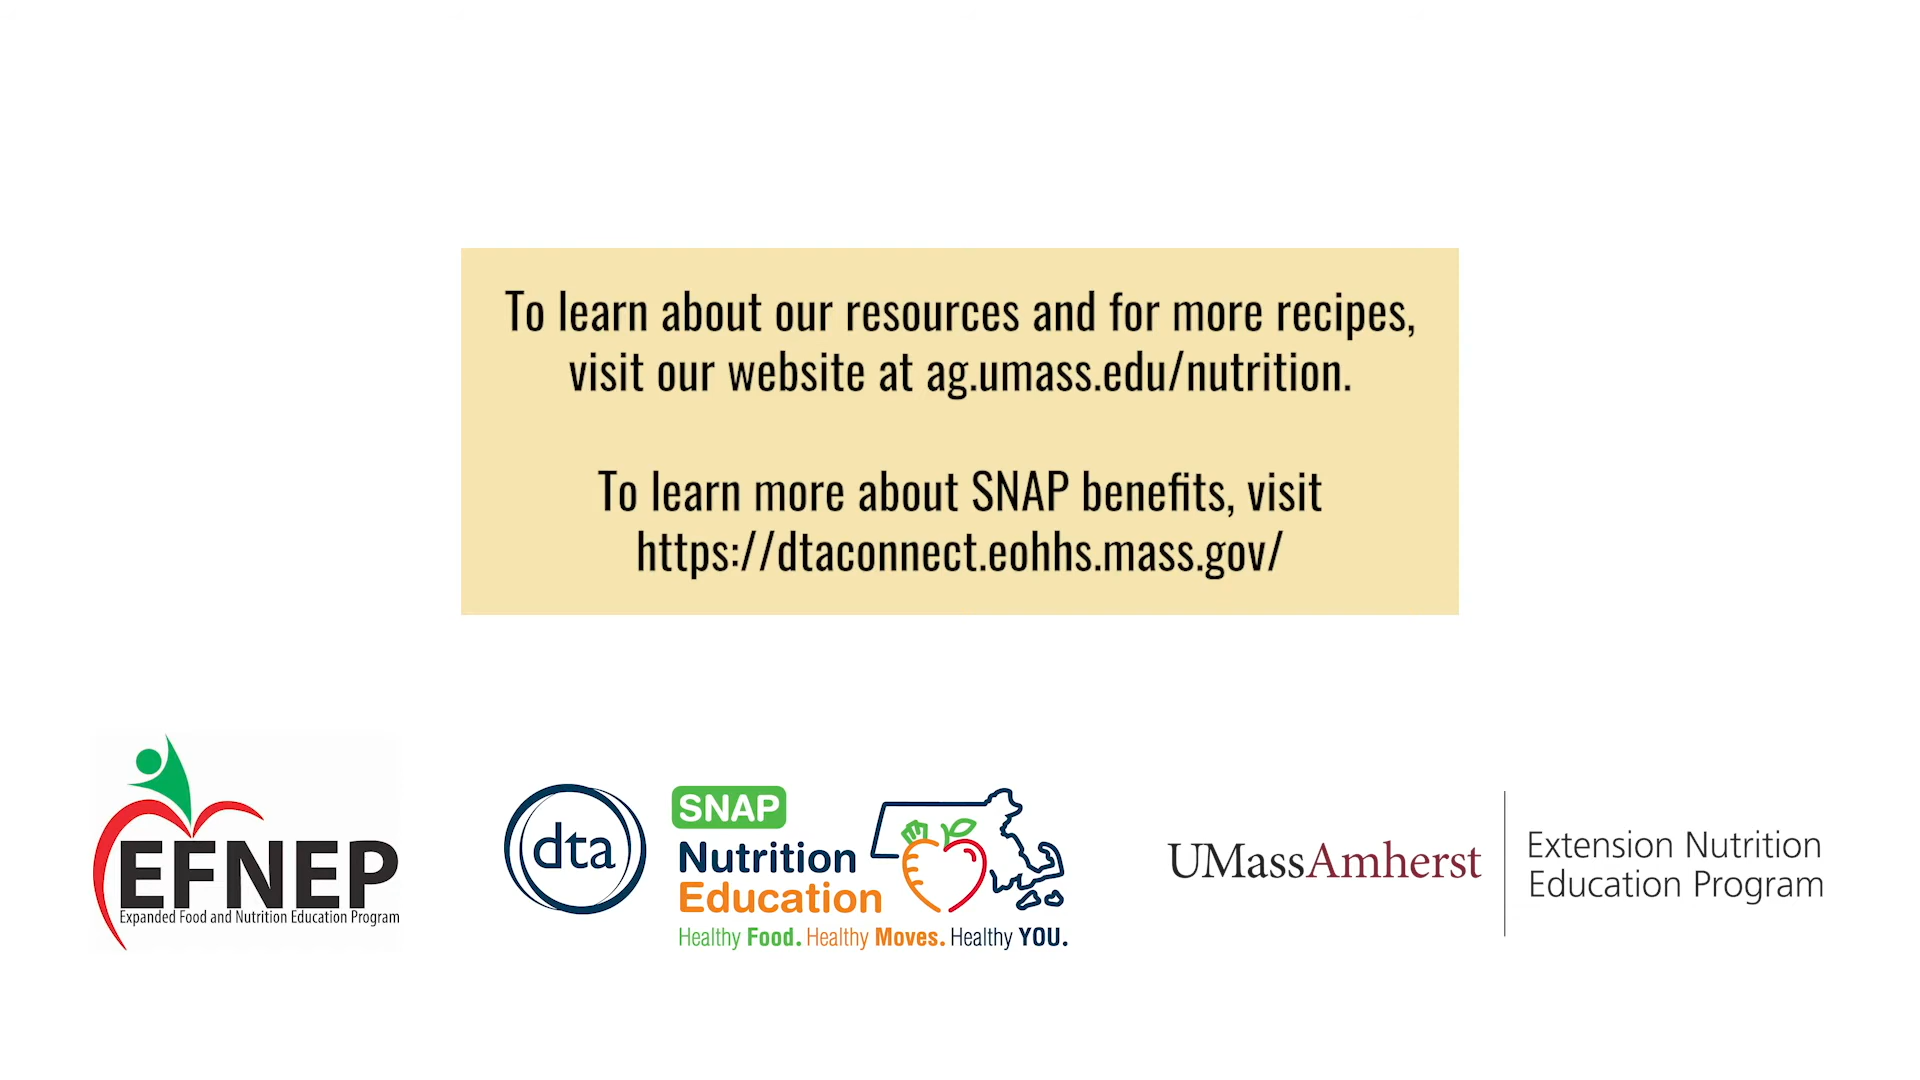 To learn about our resources and for more recipes,
visit our website at ag.umass.edu/nutrition.
To learn more about SNAP benefits, visit
https://dtaconnect.eohhs.mass.gov/
EFNEP
Expanded Food and Nutrition Education Program
dta
SNAP
Nutrition
Education
Healthy Food. Healthy Moves. Healthy YOU.
UMassAmherst
Extension Nutrition
Education Program